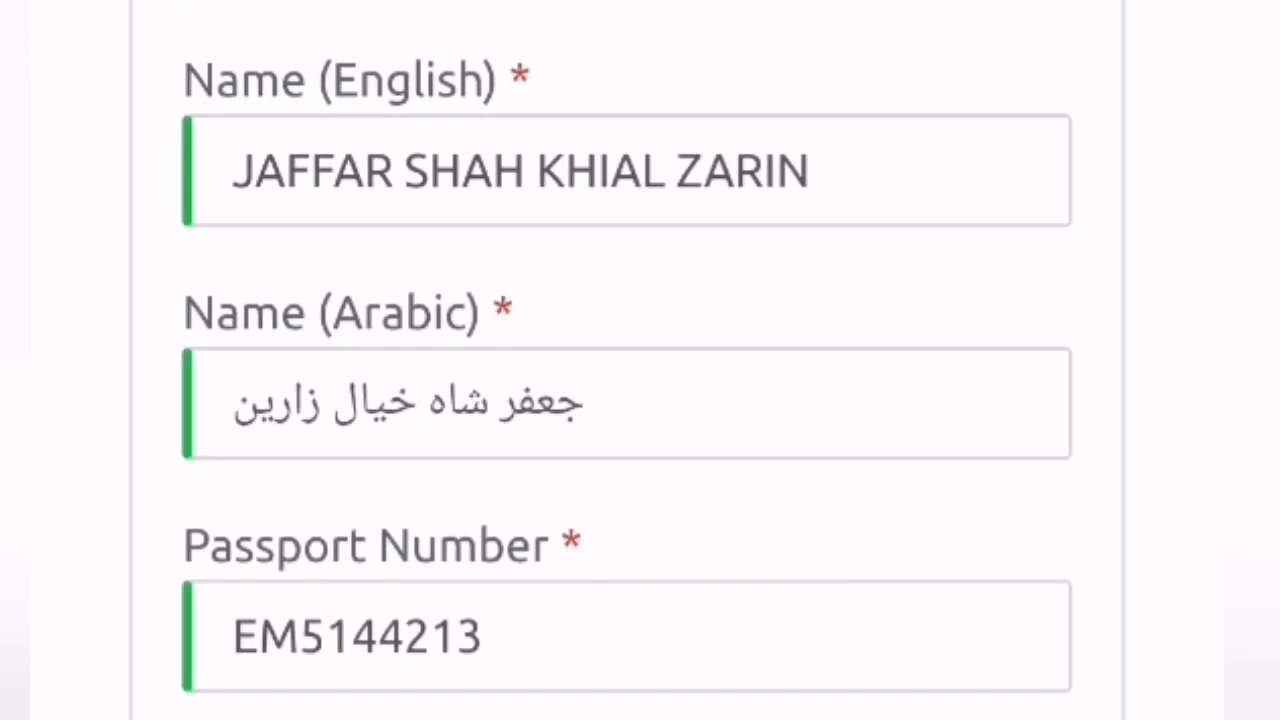 Name (English) *
JAFFAR SHAH KHIAL ZARIN
Name (Arabic) *
جعفر شاه خيال زارين
Passport Number *
EM5144213